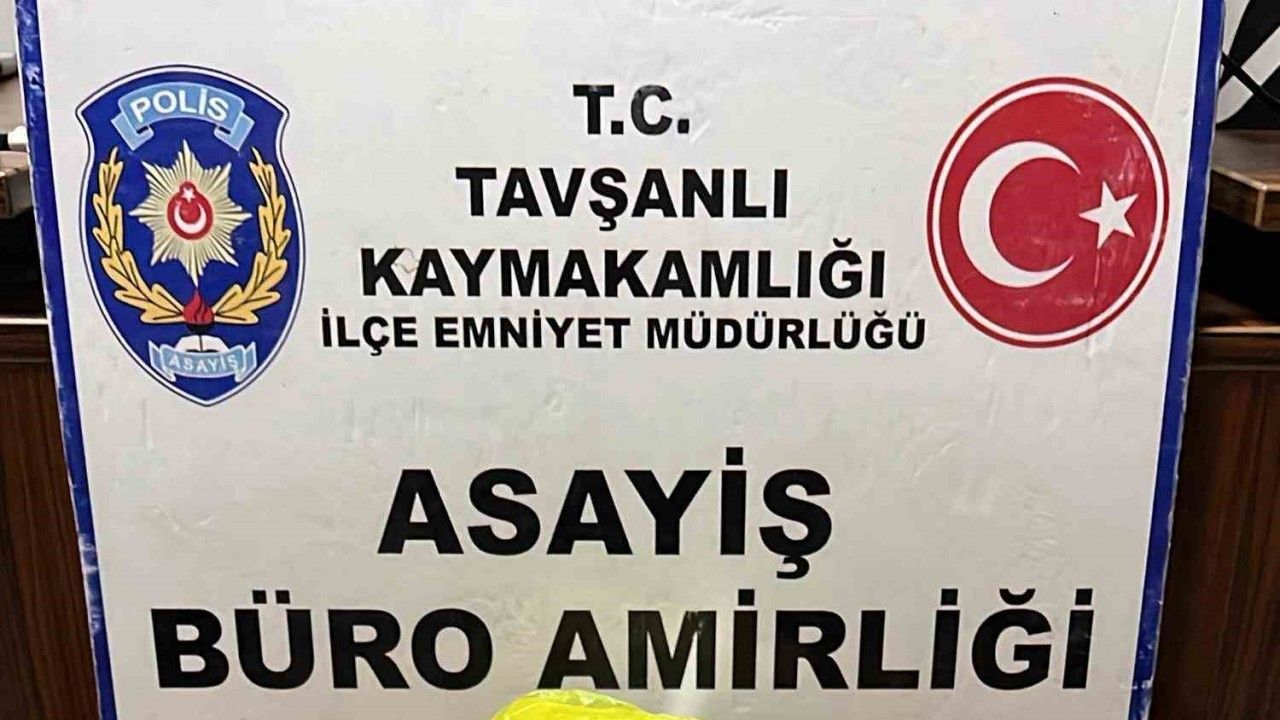 POLİS
ASAYİŞ
T.C.
TAVŞANLI
KAYMAKAMLIĞI
İLÇE EMNİYET MÜDÜRLÜĞÜ
ASAYİŞ
BÜRO AMİRLİĞİ